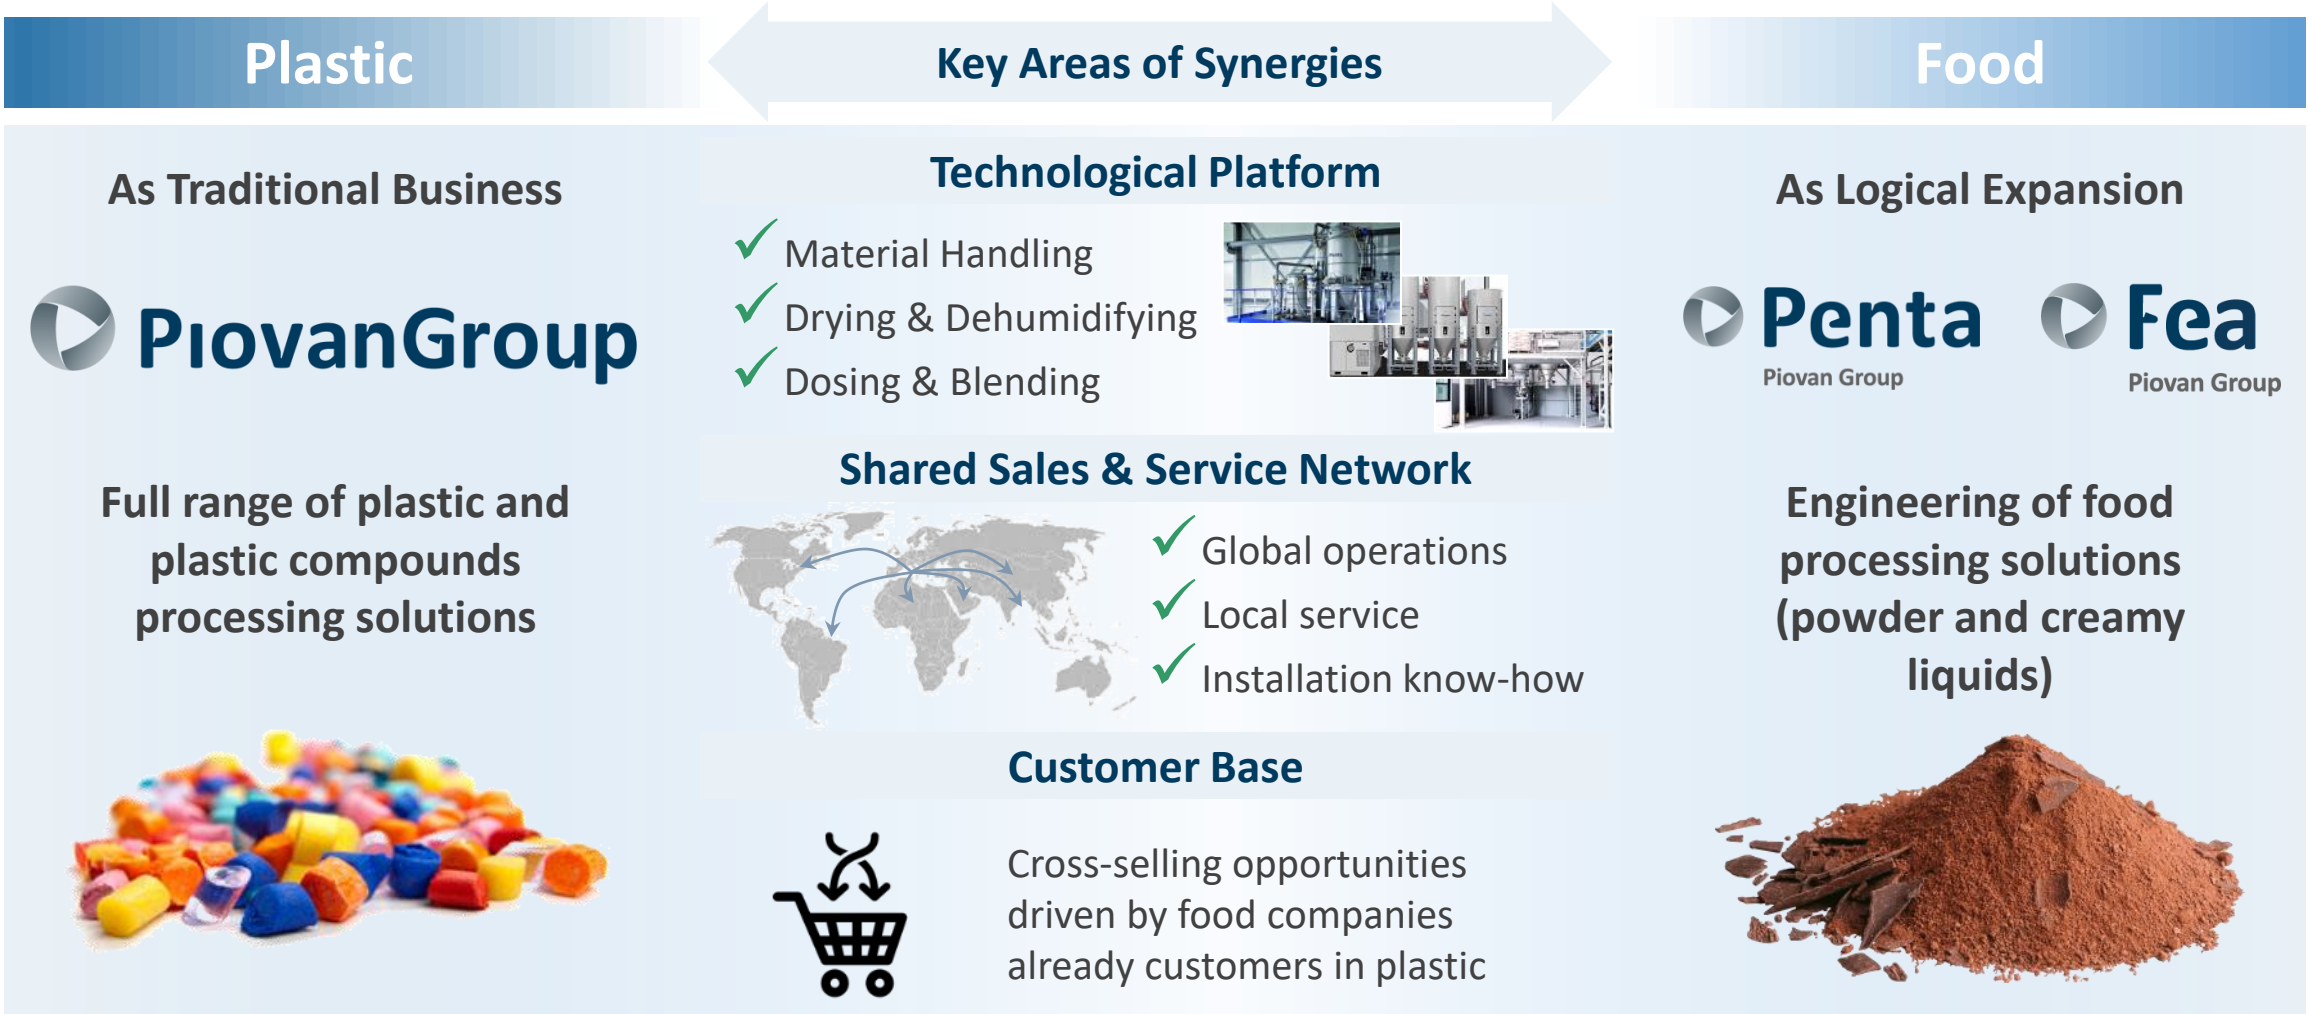 Plastic
Key Areas of Synergies
Food
As Traditional Business
PiovanGroup
Full range of plastic and
plastic compounds
processing solutions
Technological Platform
Material Handling
Drying & Dehumidifying
Dosing & Blending
Shared Sales & Service Network
Global operations
Local service
Installation know-how
Customer Base
Cross-selling opportunities
driven by food companies
already customers in plastic
As Logical Expansion
Penta
Piovan Group
Fea
Piovan Group
Engineering of food
processing solutions
(powder and creamy
liquids)